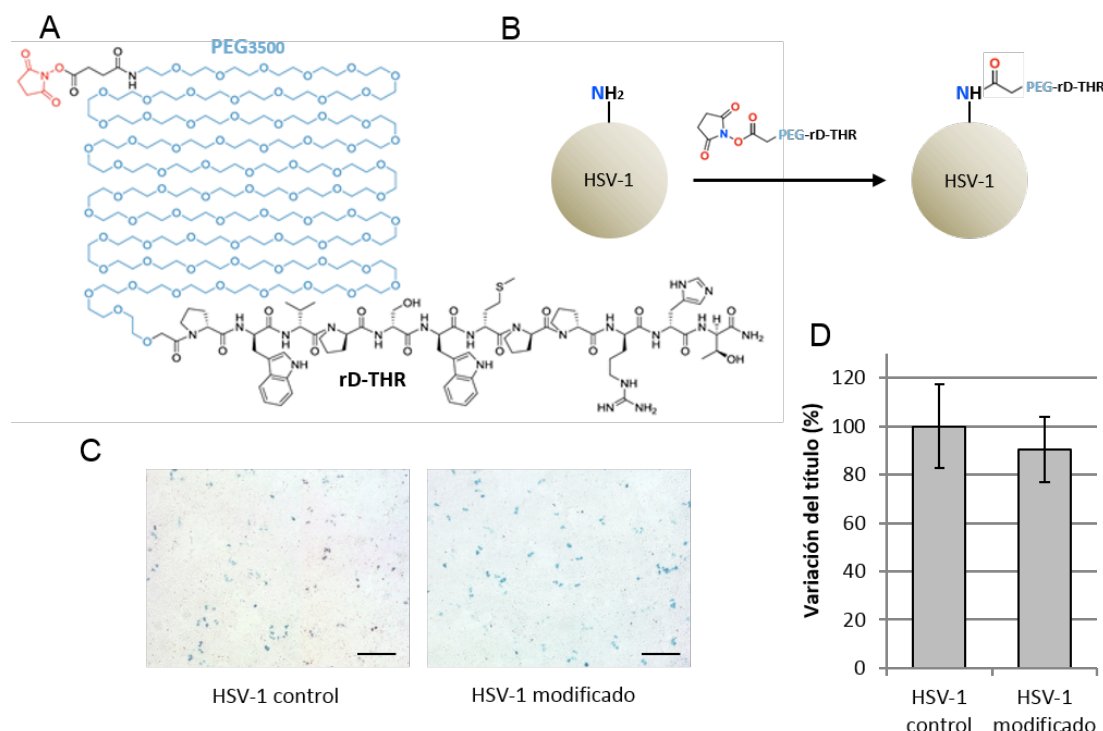 A
PEG3500
O
O
N
O
O
O
O
N
H
rD-THR
OH
S
HN
N
NH
NH
NH
HN
NH₂
NH₂
OH
B
NH₂
HSV-1
O
N
O
O
O
PEG-rD-THR
O
NH
PEG-rD-THR
HSV-1
C
HSV-1 control
HSV-1 modificado
D
Variación del título (%)
120
100
80
60
40
20
0
HSV-1
control
HSV-1
modificado